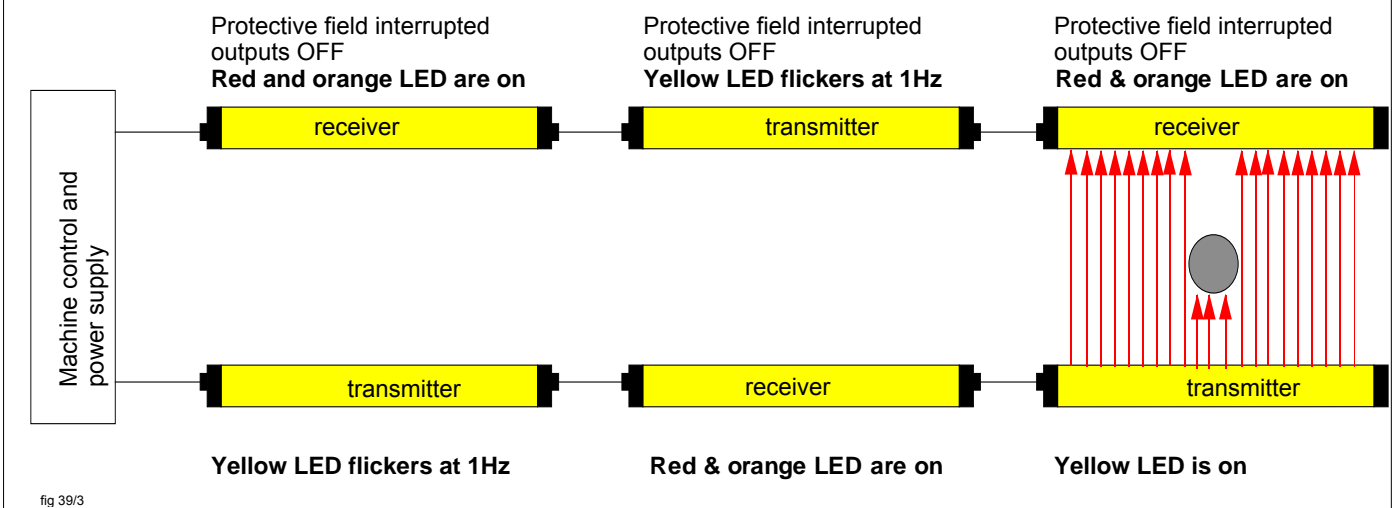 Protective field interrupted
outputs OFF
Red and orange LED are on
Protective field interrupted
outputs OFF
Yellow LED flickers at 1Hz
Protective field interrupted
outputs OFF
Red & orange LED are on
Machine control and
power supply
receiver
transmitter
receiver
transmitter
receiver
transmitter
Yellow LED flickers at 1Hz
Red & orange LED are on
Yellow LED is on
fig 39/3